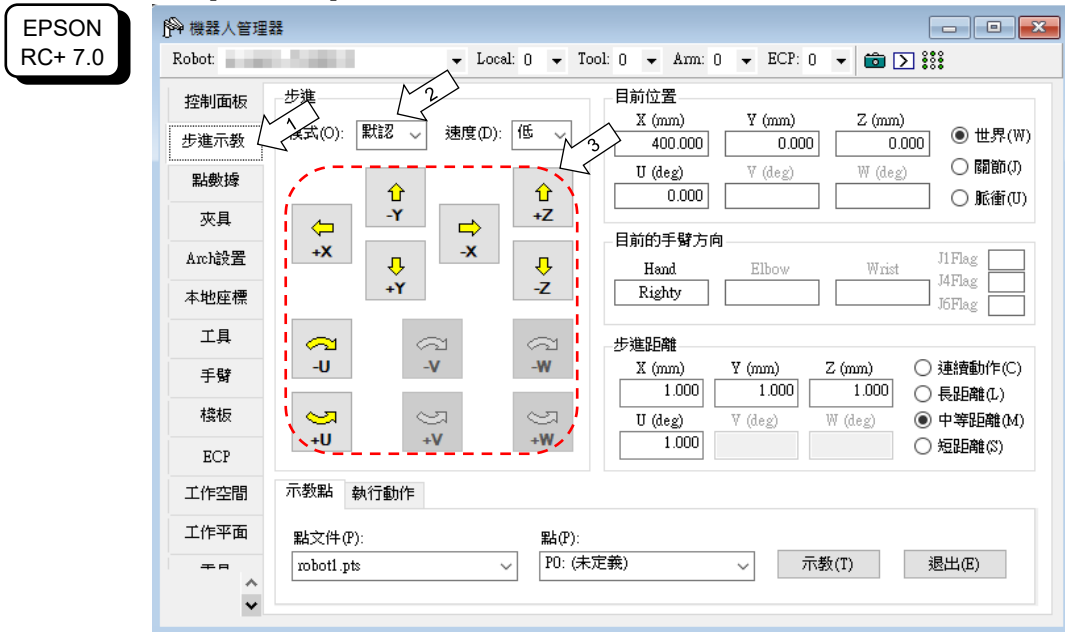 EPSON
RC+ 7.0
機器人管理器
Robot: Local: 0 Tool: 0 Arm: 0 ECP: 0
控制面板
步進示教
點數據
夾具
Arch設置
本地座標
工具
手臂
棧板
ECP
工作空間
工作平面
步進
模式(O): 默認 速度(D): 低
1
2
3
+X
-Y
+Y
-X
+Z
-Z
-U -V -W
+U +V +W
目前位置
X (mm) Y (mm) Z (mm)
400.000 0.000 0.000
U (deg) V (deg) W (deg)
0.000
世界(W)
關節(J)
脈衝(U)
目前的手臂方向
Hand Elbow Wrist
Righty
J1Flag
J4Flag
J6Flag
步進距離
X (mm) Y (mm) Z (mm)
1.000 1.000 1.000
U (deg) V (deg) W (deg)
1.000
連續動作(C)
長距離(L)
中等距離(M)
短距離(S)
示教點 執行動作
點文件(P): 點(P):
robot1.pts P0: (未定義) 示教(T) 退出(E)